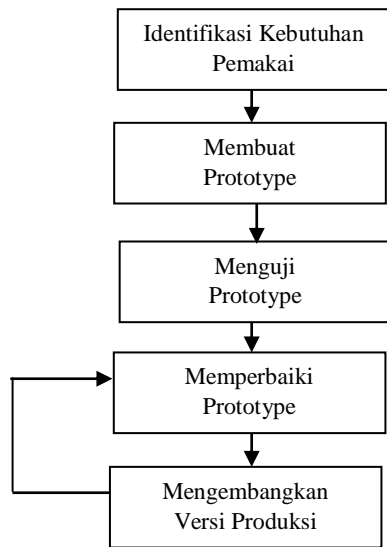 Identifikasi Kebutuhan
Pemakai
Membuat
Prototype
Menguji
Prototype
Memperbaiki
Prototype
Mengembangkan
Versi Produksi